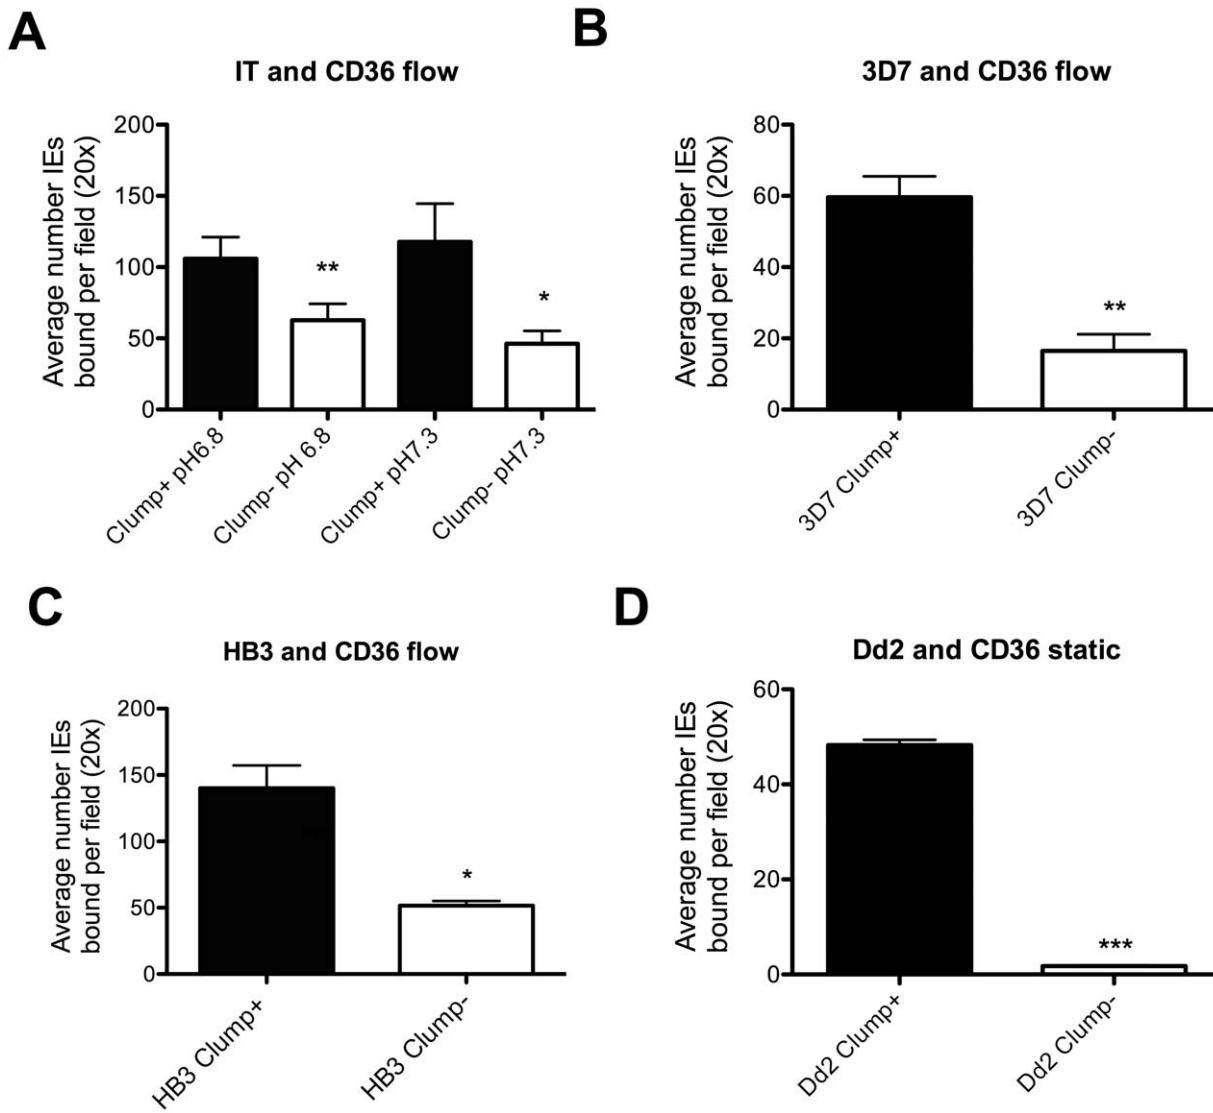 A
IT and CD36 flow
Average number IEs
bound per field (20x)
200
150
100
50
0
**
*
Clump+ pH6.8
Clump- pH 6.8
Clump+ pH7.3
Clump- pH7.3
B
3D7 and CD36 flow
Average number IEs
bound per field (20x)
80
60
40
20
0
**
3D7 Clump+
3D7 Clump-
C
HB3 and CD36 flow
Average number IEs
bound per field (20x)
200
150
100
50
0
*
HB3 Clump+
HB3 Clump-
D
Dd2 and CD36 static
Average number IEs
bound per field (20x)
60
40
20
0
***
Dd2 Clump+
Dd2 Clump-